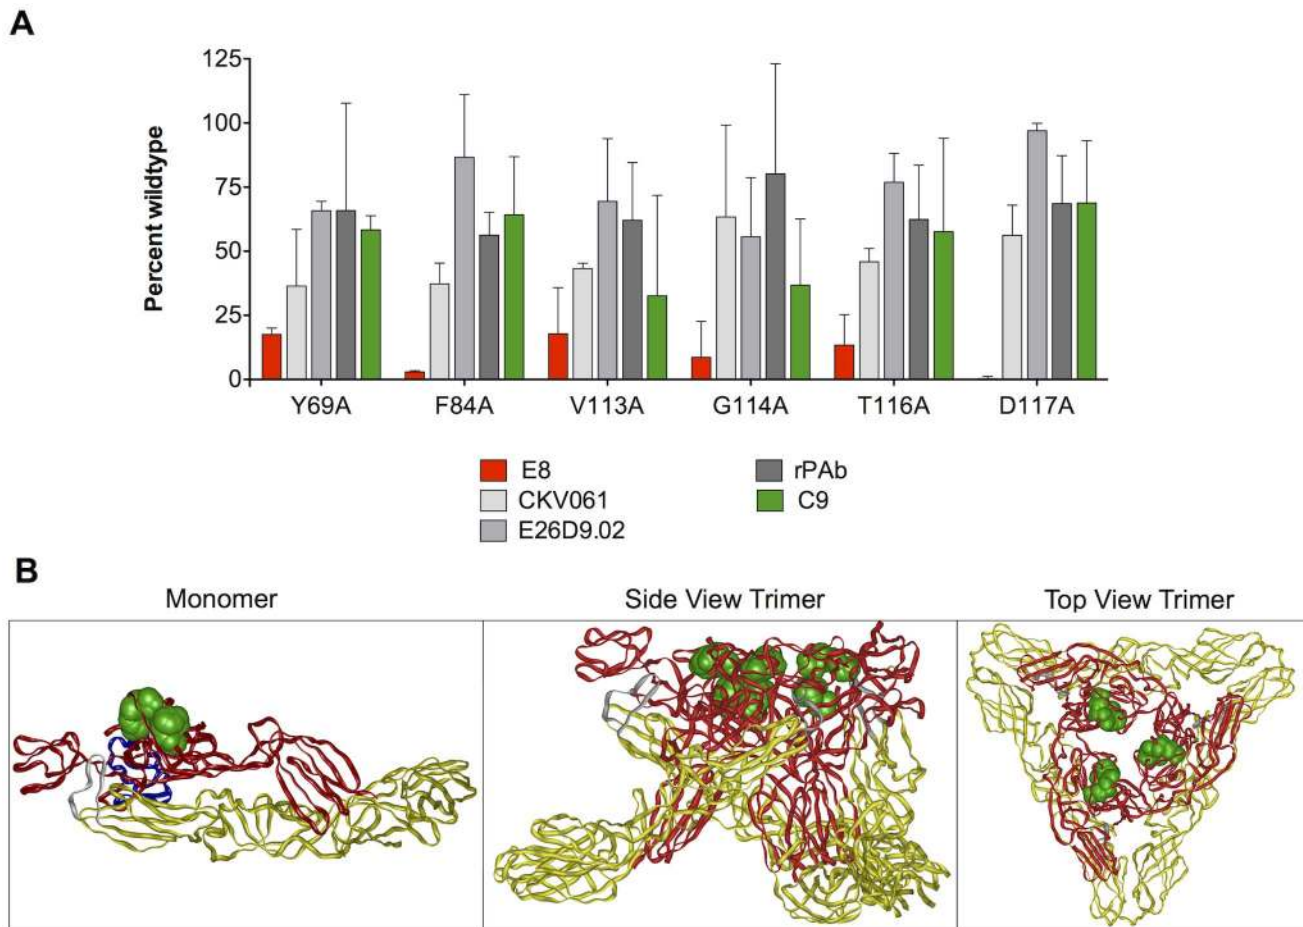 A
Percent wildtype
125
100
75
50
25
0
Y69A F84A V113A G114A T116A D117A
E8 rPAb
CKV061 C9
E26D9.02
B
Monomer Side View Trimer Top View Trimer